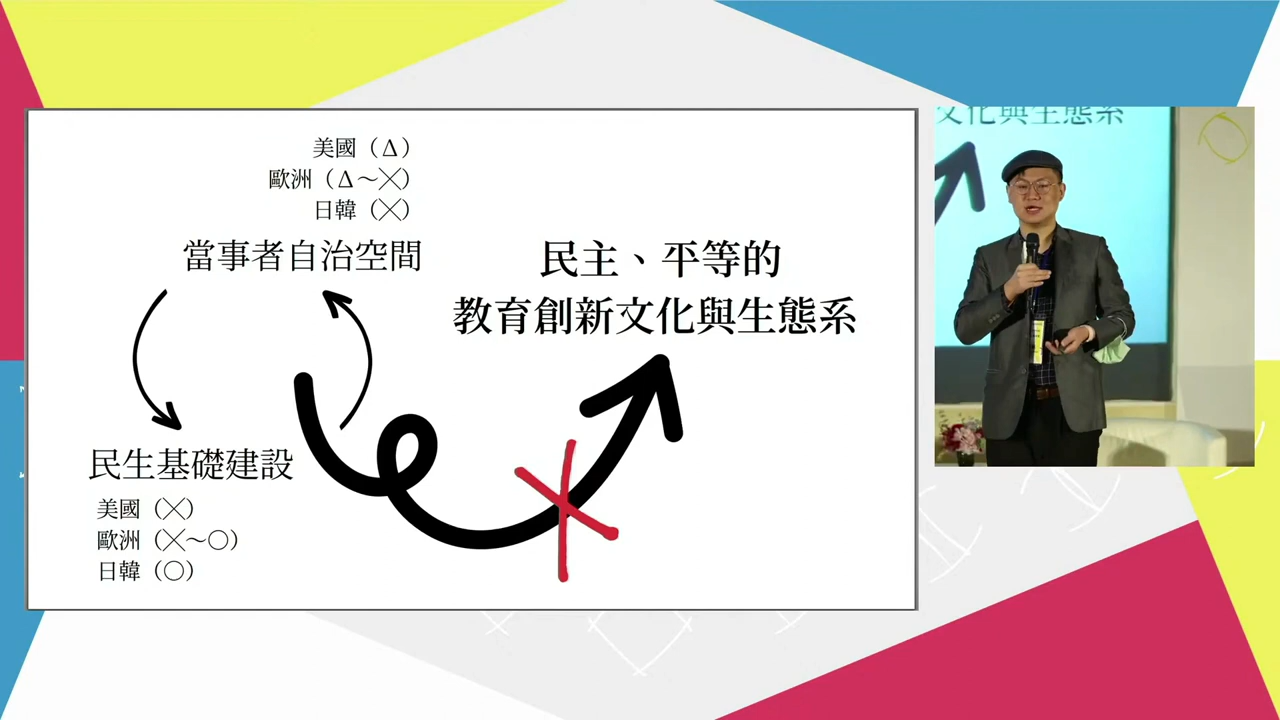 美國（Δ）
歐洲（Δ～╳）
日韓（╳）
當事者自治空間
民主、平等的
教育創新文化與生態系
民生基礎建設
美國（╳）
歐洲（╳～○）
日韓（○）
文化與生態系